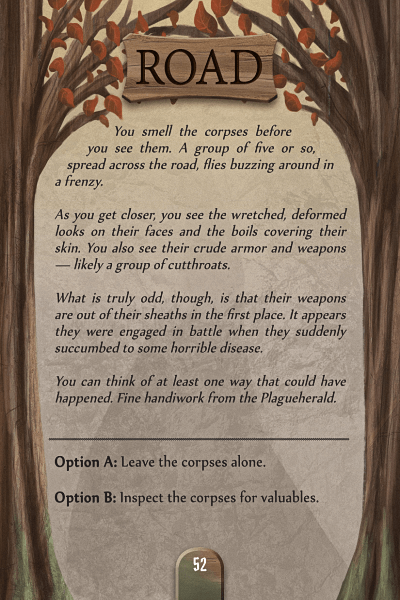 ROAD
You smell the corpses before
you see them. A group of five or so,
spread across the road, flies buzzing around in
a frenzy.
As you get closer, you see the wretched, deformed
looks on their faces and the boils covering their
skin. You also see their crude armor and weapons
— likely a group of cutthroats.
What is truly odd, though, is that their weapons
are out of their sheaths in the first place. It appears
they were engaged in battle when they suddenly
succumbed to some horrible disease.
You can think of at least one way that could have
happened. Fine handiwork from the Plagueherald.
Option A: Leave the corpses alone.
Option B: Inspect the corpses for valuables.
52